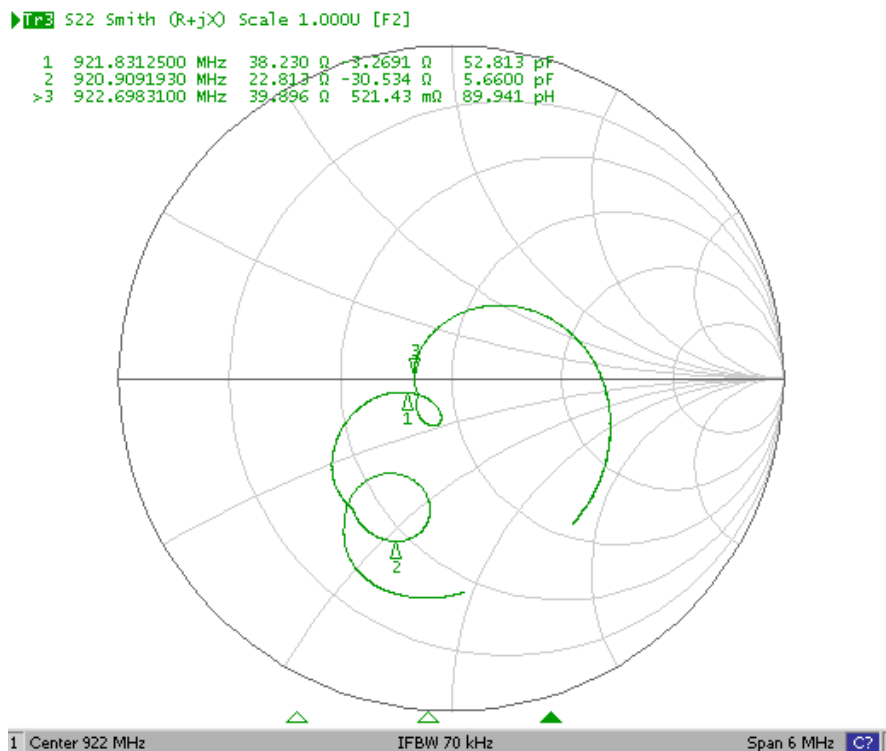 Tr3 S22 Smith (R+jX) Scale 1.000U [F2]
1 921.8312500 MHz 38.230 Ω -3.2691 Ω 52.813 pF
2 920.9091930 MHz 22.813 Ω -30.534 Ω 5.6600 pF
>3 922.6983100 MHz 39.896 Ω 521.43 mΩ 89.941 pH
3
1
2
1 Center 922 MHz IFBW 70 kHz Span 6 MHz C?